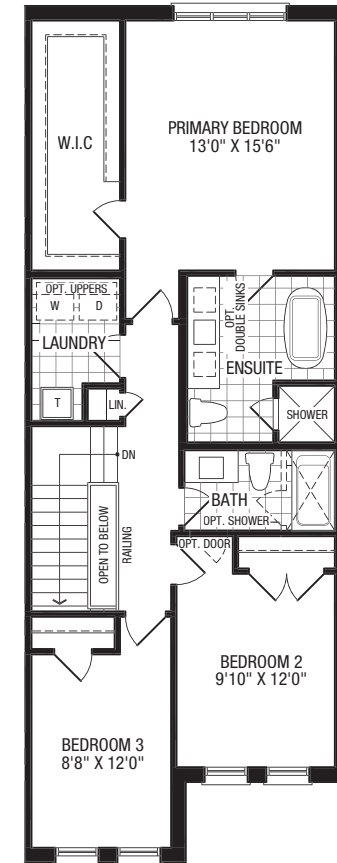 PRIMARY BEDROOM
13'0" X 15'6"
W.I.C
OPT. UPPERS
W
D
LAUNDRY
T
LIN.
OPT.
DOUBLE SINKS
ENSUITE
SHOWER
DN
OPEN TO BELOW
RAILING
BATH
OPT. SHOWER
OPT. DOOR
BEDROOM 2
9'10" X 12'0"
BEDROOM 3
8'8" X 12'0"